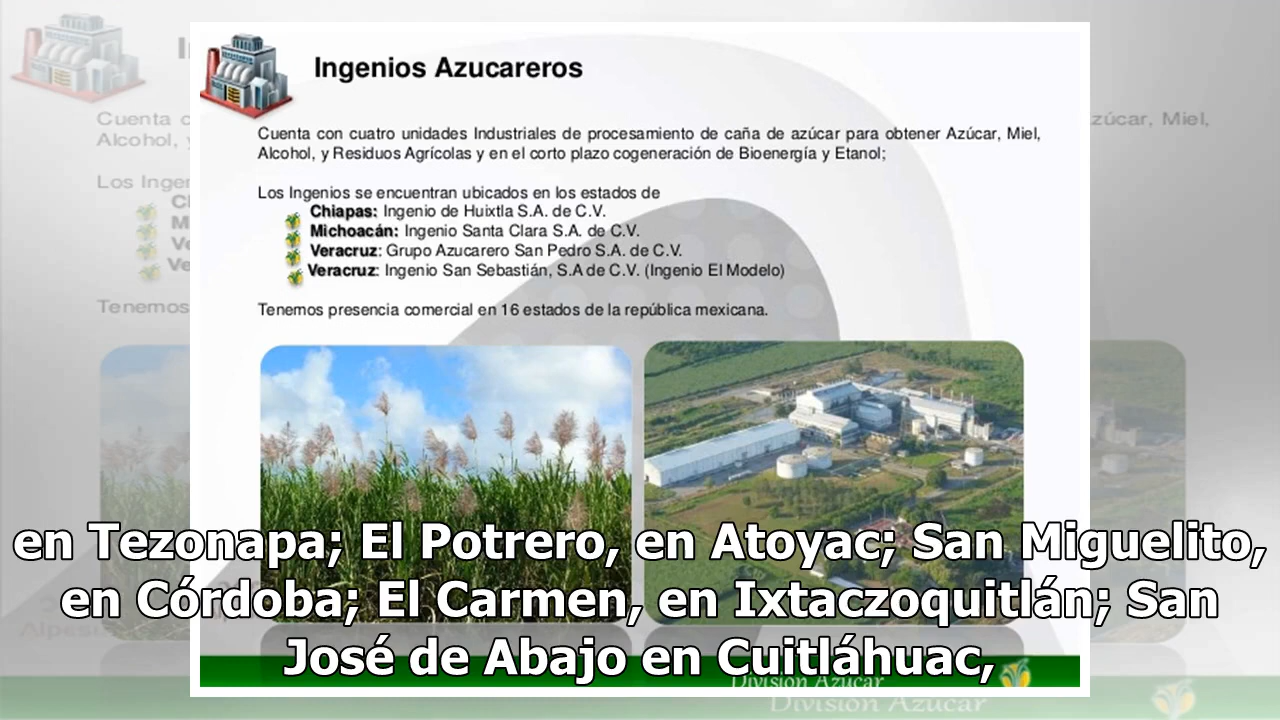 Ingenios Azucareros
Cuenta con cuatro unidades Industriales de procesamiento de caña de azúcar para obtener Azúcar, Miel,
Alcohol, y Residuos Agrícolas y en el corto plazo cogeneración de Bioenergía y Etanol;
Los Ingenios se encuentran ubicados en los estados de
Chiapas: Ingenio de Huixtla S.A. de C.V.
Michoacán: Ingenio Santa Clara S.A. de C.V.
Veracruz: Grupo Azucarero San Pedro S.A. de C.V.
Veracruz: Ingenio San Sebastián, S.A de C.V. (Ingenio El Modelo)
Tenemos presencia comercial en 16 estados de la república mexicana.
en Tezonapa; El Potrero, en Atoyac; San Miguelito,
en Córdoba; El Carmen, en Ixtaczoquitlán; San
José de Abajo en Cuitláhuac,
División Azúcar
División Azúcar